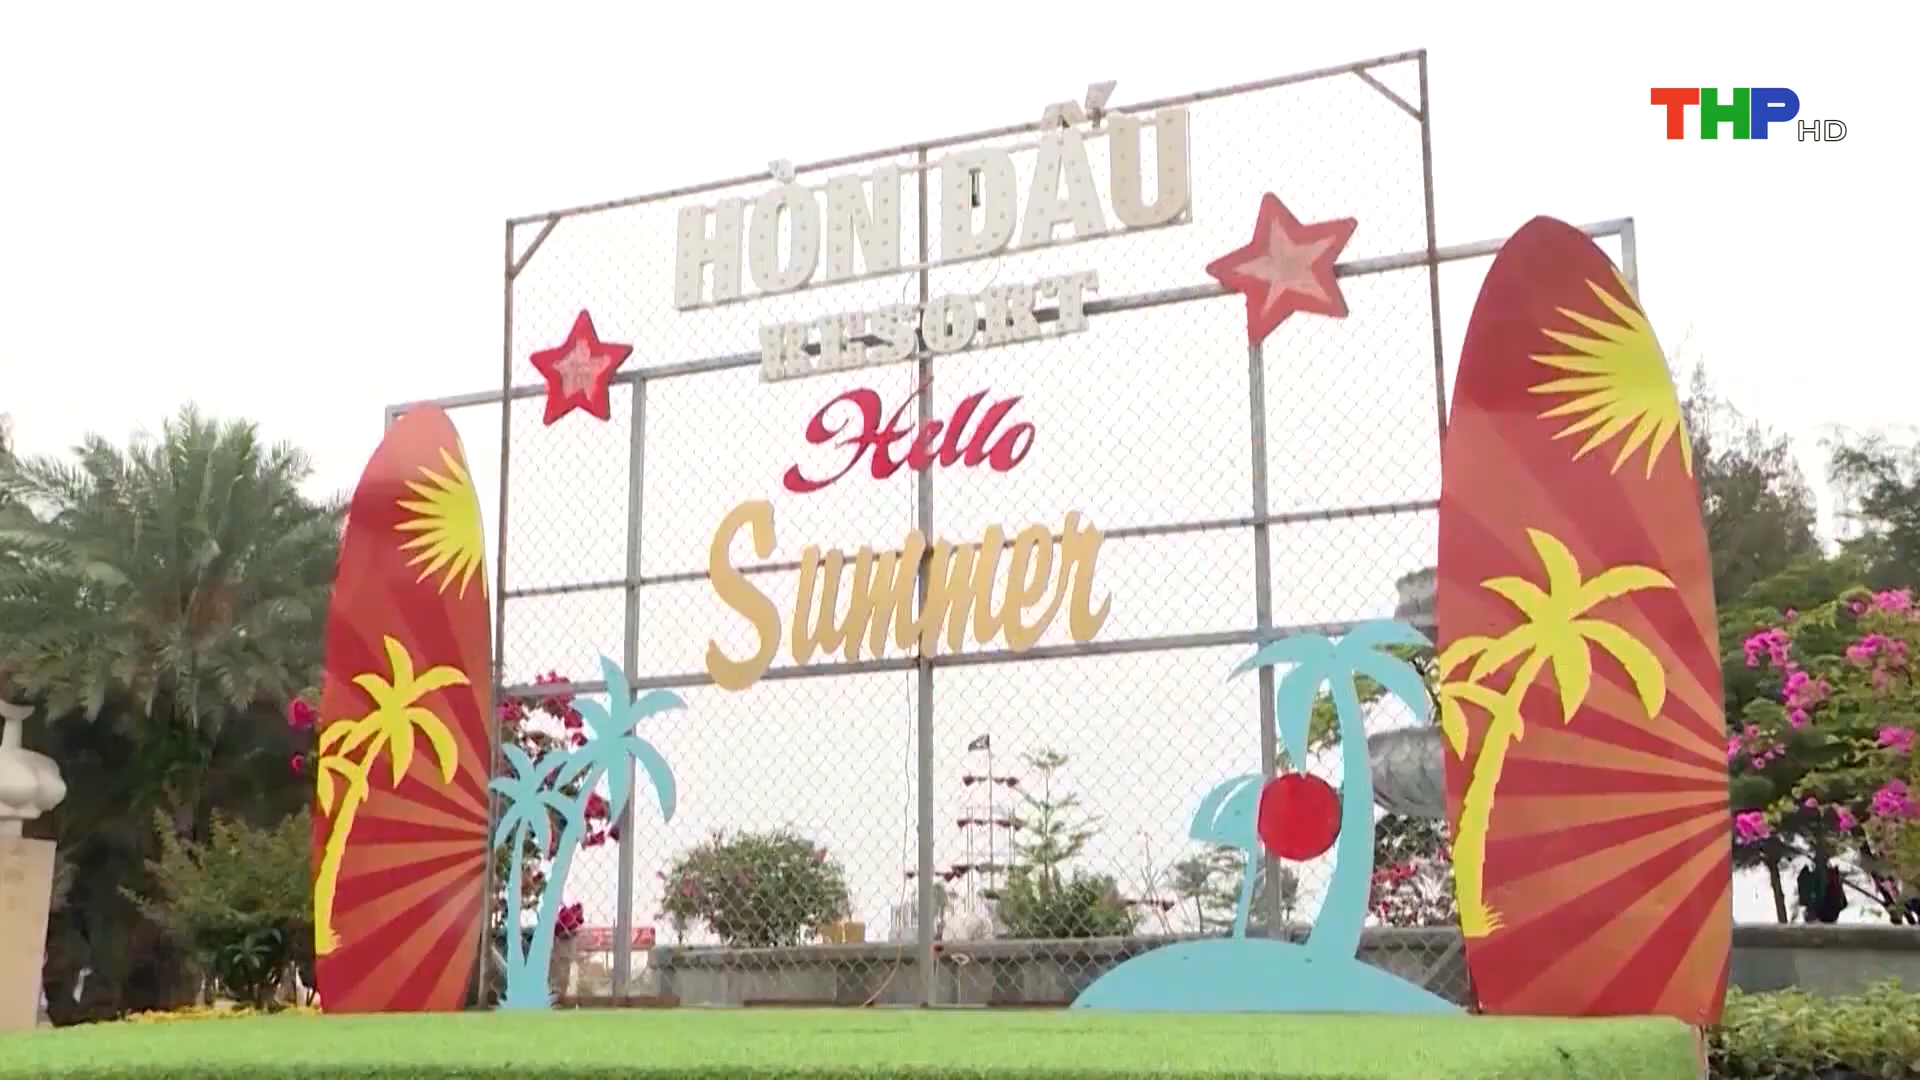 THP HD
HÒN DẤU
RESORT
Hello
Summer